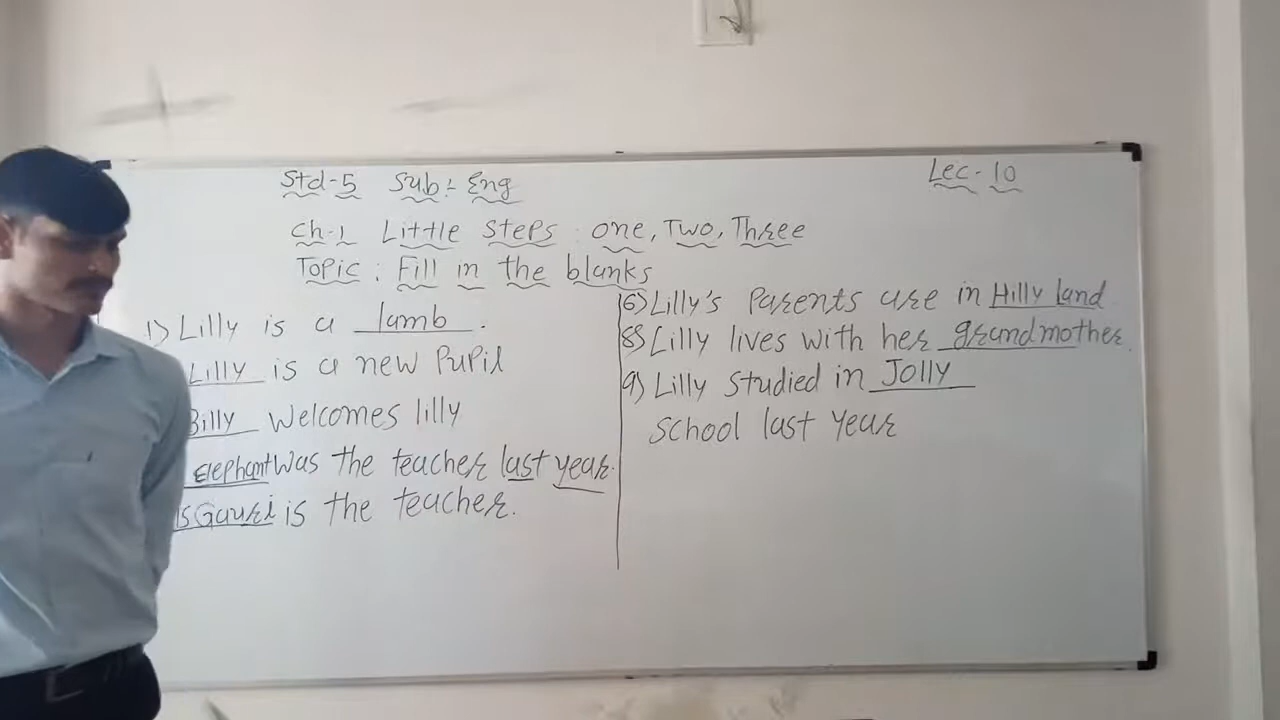 Std-5 Sub:- Eng
Lec-10
Ch-1 Little Steps : one, Two, Three
Topic : Fill in the blanks
1) Lilly is a lamb.
Lilly is a new Pupil
Billy Welcomes lilly
Elephant was the teacher last year.
s Gauri is the teacher.
6) Lilly's Parents are in Hilly land
8) Lilly lives with her grandmother.
9) Lilly Studied in Jolly
School last year